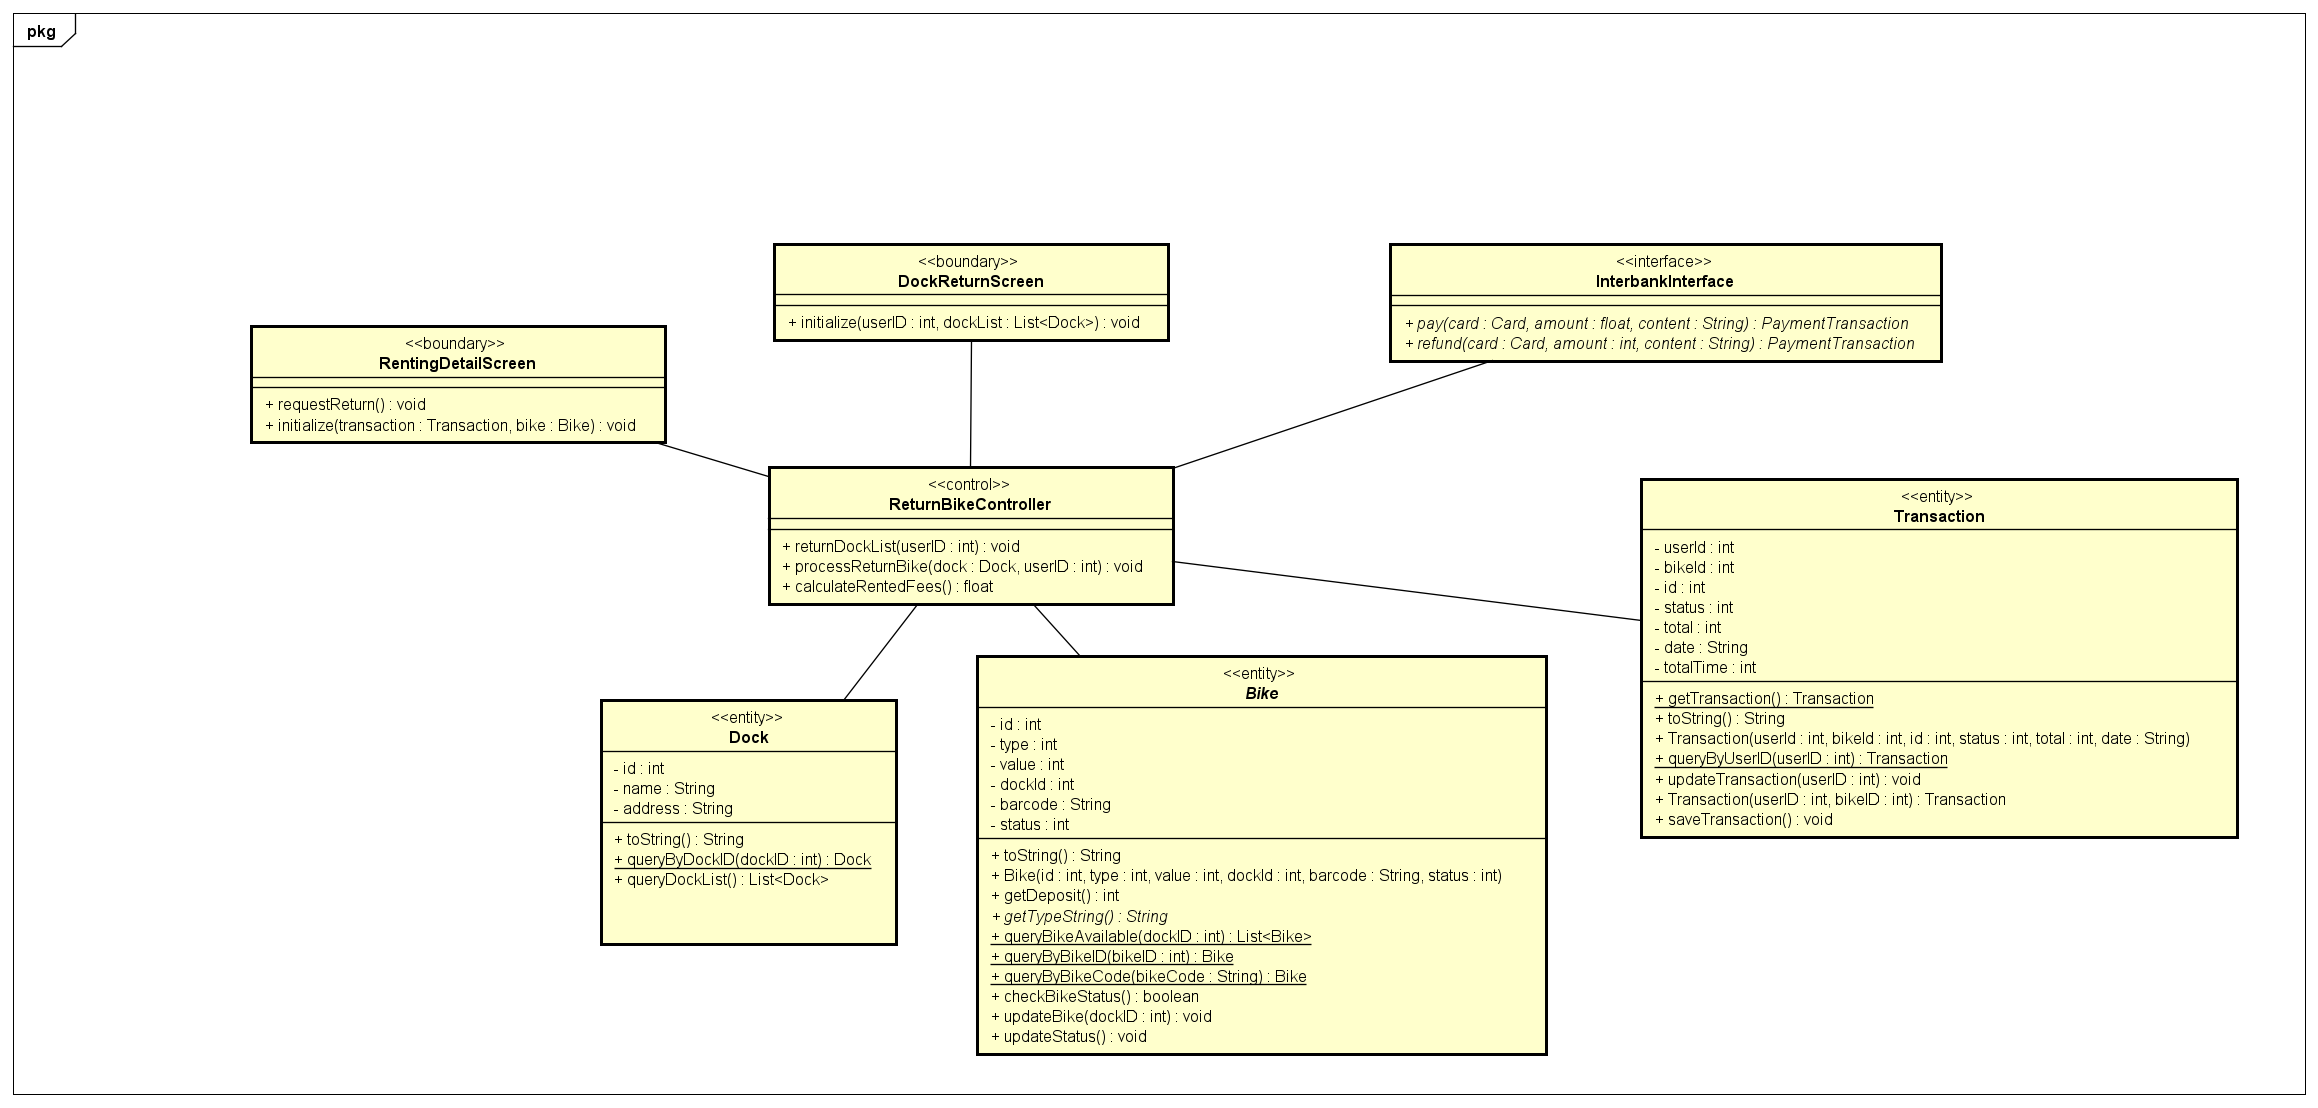 pkg
<<boundary>>
DockReturnScreen
+ initialize(userID : int, dockList : List<Dock>) : void
<<interface>>
InterbankInterface
+ pay(card : Card, amount : float, content : String) : PaymentTransaction
+ refund(card : Card, amount : int, content : String) : PaymentTransaction
<<boundary>>
RentingDetailScreen
+ requestReturn() : void
+ initialize(transaction : Transaction, bike : Bike) : void
<<control>>
ReturnBikeController
+ returnDockList(userID : int) : void
+ processReturnBike(dock : Dock, userID : int) : void
+ calculateRentedFees() : float
<<entity>>
Transaction
- userId : int
- bikeId : int
- id : int
- status : int
- total : int
- date : String
- totalTime : int
+ getTransaction() : Transaction
+ toString() : String
+ Transaction(userId : int, bikeId : int, id : int, status : int, total : int, date : String)
+ queryByUserID(userID : int) : Transaction
+ updateTransaction(userID : int) : void
+ Transaction(userID : int, bikeID : int) : Transaction
+ saveTransaction() : void
<<entity>>
Dock
- id : int
- name : String
- address : String
+ toString() : String
+ queryByDockID(dockID : int) : Dock
+ queryDockList() : List<Dock>
<<entity>>
Bike
- id : int
- type : int
- value : int
- dockId : int
- barcode : String
- status : int
+ toString() : String
+ Bike(id : int, type : int, value : int, dockId : int, barcode : String, status : int)
+ getDeposit() : int
+ getTypeString() : String
+ queryBikeAvailable(dockID : int) : List<Bike>
+ queryByBikeID(bikeID : int) : Bike
+ queryByBikeCode(bikeCode : String) : Bike
+ checkBikeStatus() : boolean
+ updateBike(dockID : int) : void
+ updateStatus() : void